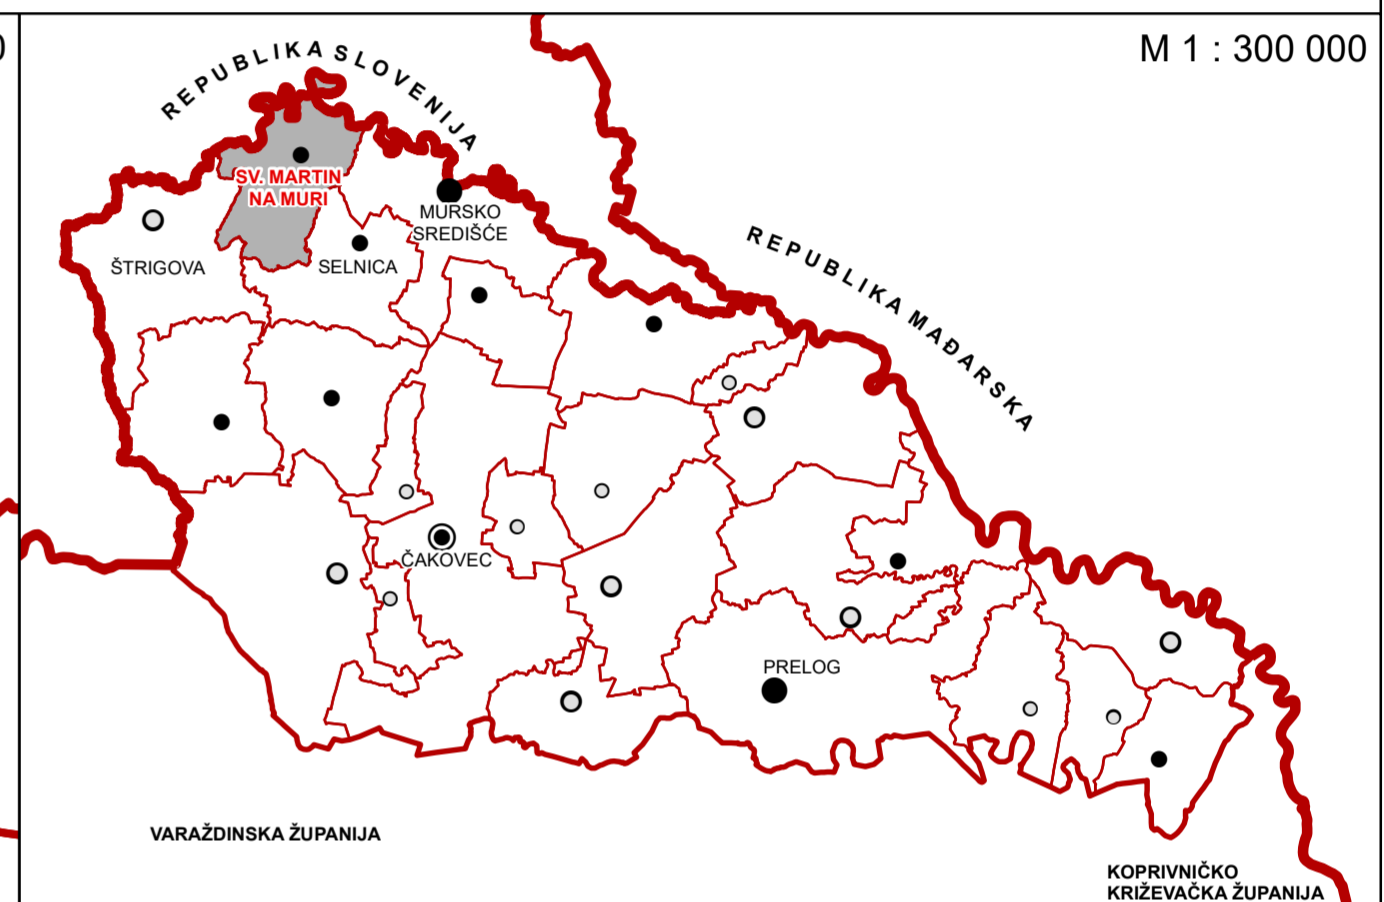 0
M 1 : 300 000
REPUBLIKA SLOVENIJA
SV. MARTIN
NA MURI
MURSKO
SREDIŠĆE
ŠTRIGOVA
SELNICA
REPUBLIKA MAĐARSKA
ČAKOVEC
PRELOG
VARAŽDINSKA ŽUPANIJA
KOPRIVNIČKO
KRIŽEVAČKA ŽUPANIJA